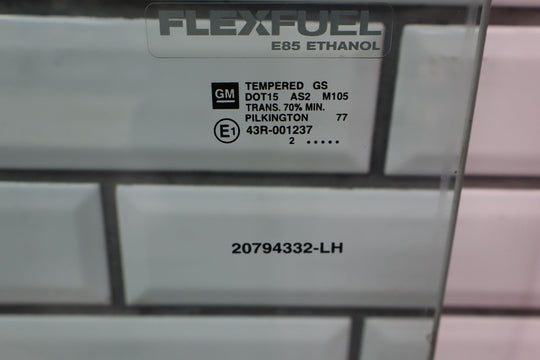 FLEXFUEL
E85 ETHANOL
GM
TEMPERED GS
DOT15 AS2 M105
TRANS. 70% MIN.
PILKINGTON 77
E1 43R-001237
2 •••••
20794332-LH